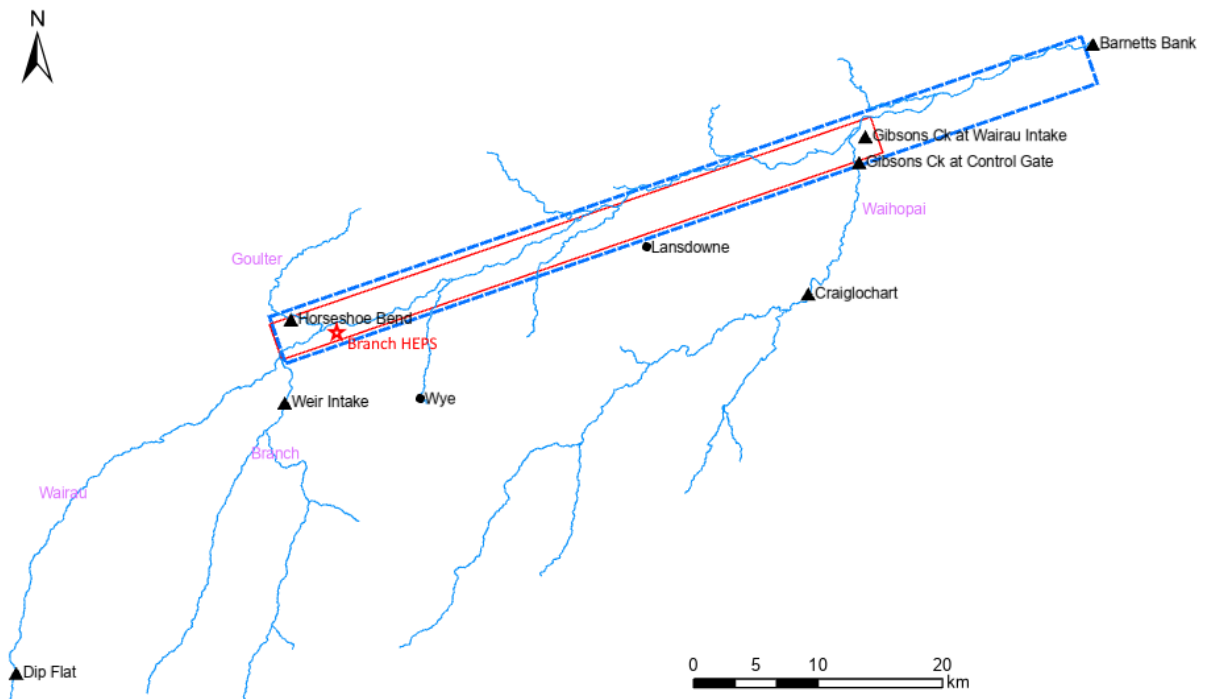 N
Barnetts Bank
Gibsons Ck at Wairau Intake
Gibsons Ck at Control Gate
Waihopai
Lansdowne
Goulter
Craiglochart
Horseshoe Bend
Branch HEPS
Weir Intake
Wye
Branch
Wairau
Dip Flat
0 5 10 20
km